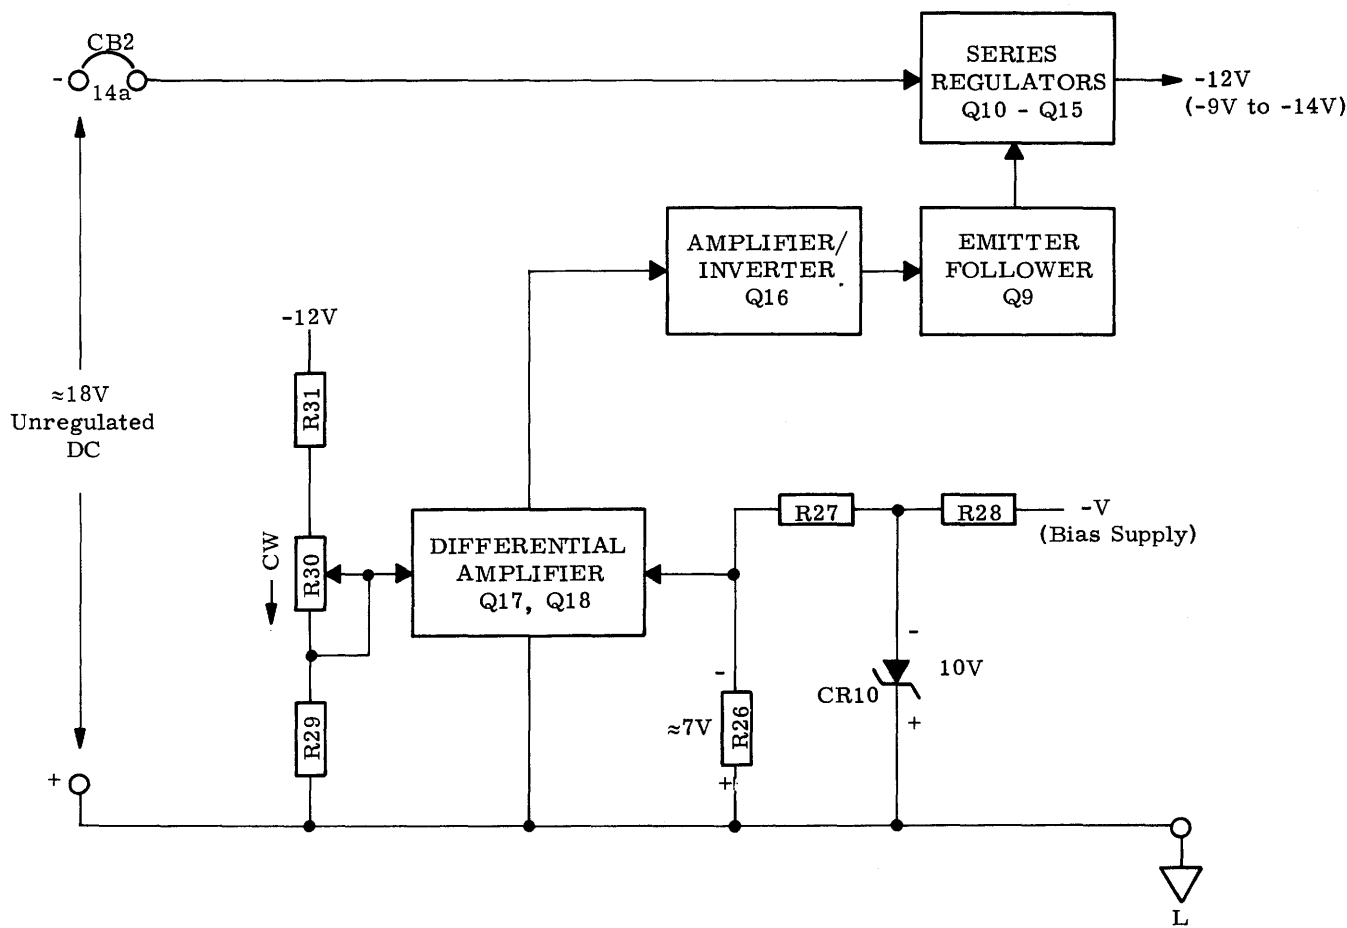 CB2
-
14a
SERIES
REGULATORS
Q10 - Q15
-12V
(-9V to -14V)
AMPLIFIER/
INVERTER
Q16
EMITTER
FOLLOWER
Q9
-12V
≈18V
Unregulated
DC
R31
CW
R30
DIFFERENTIAL
AMPLIFIER
Q17, Q18
R27
R28
-V
(Bias Supply)
-
10V
CR10
+
-
≈7V
R26
+
R29
+
L